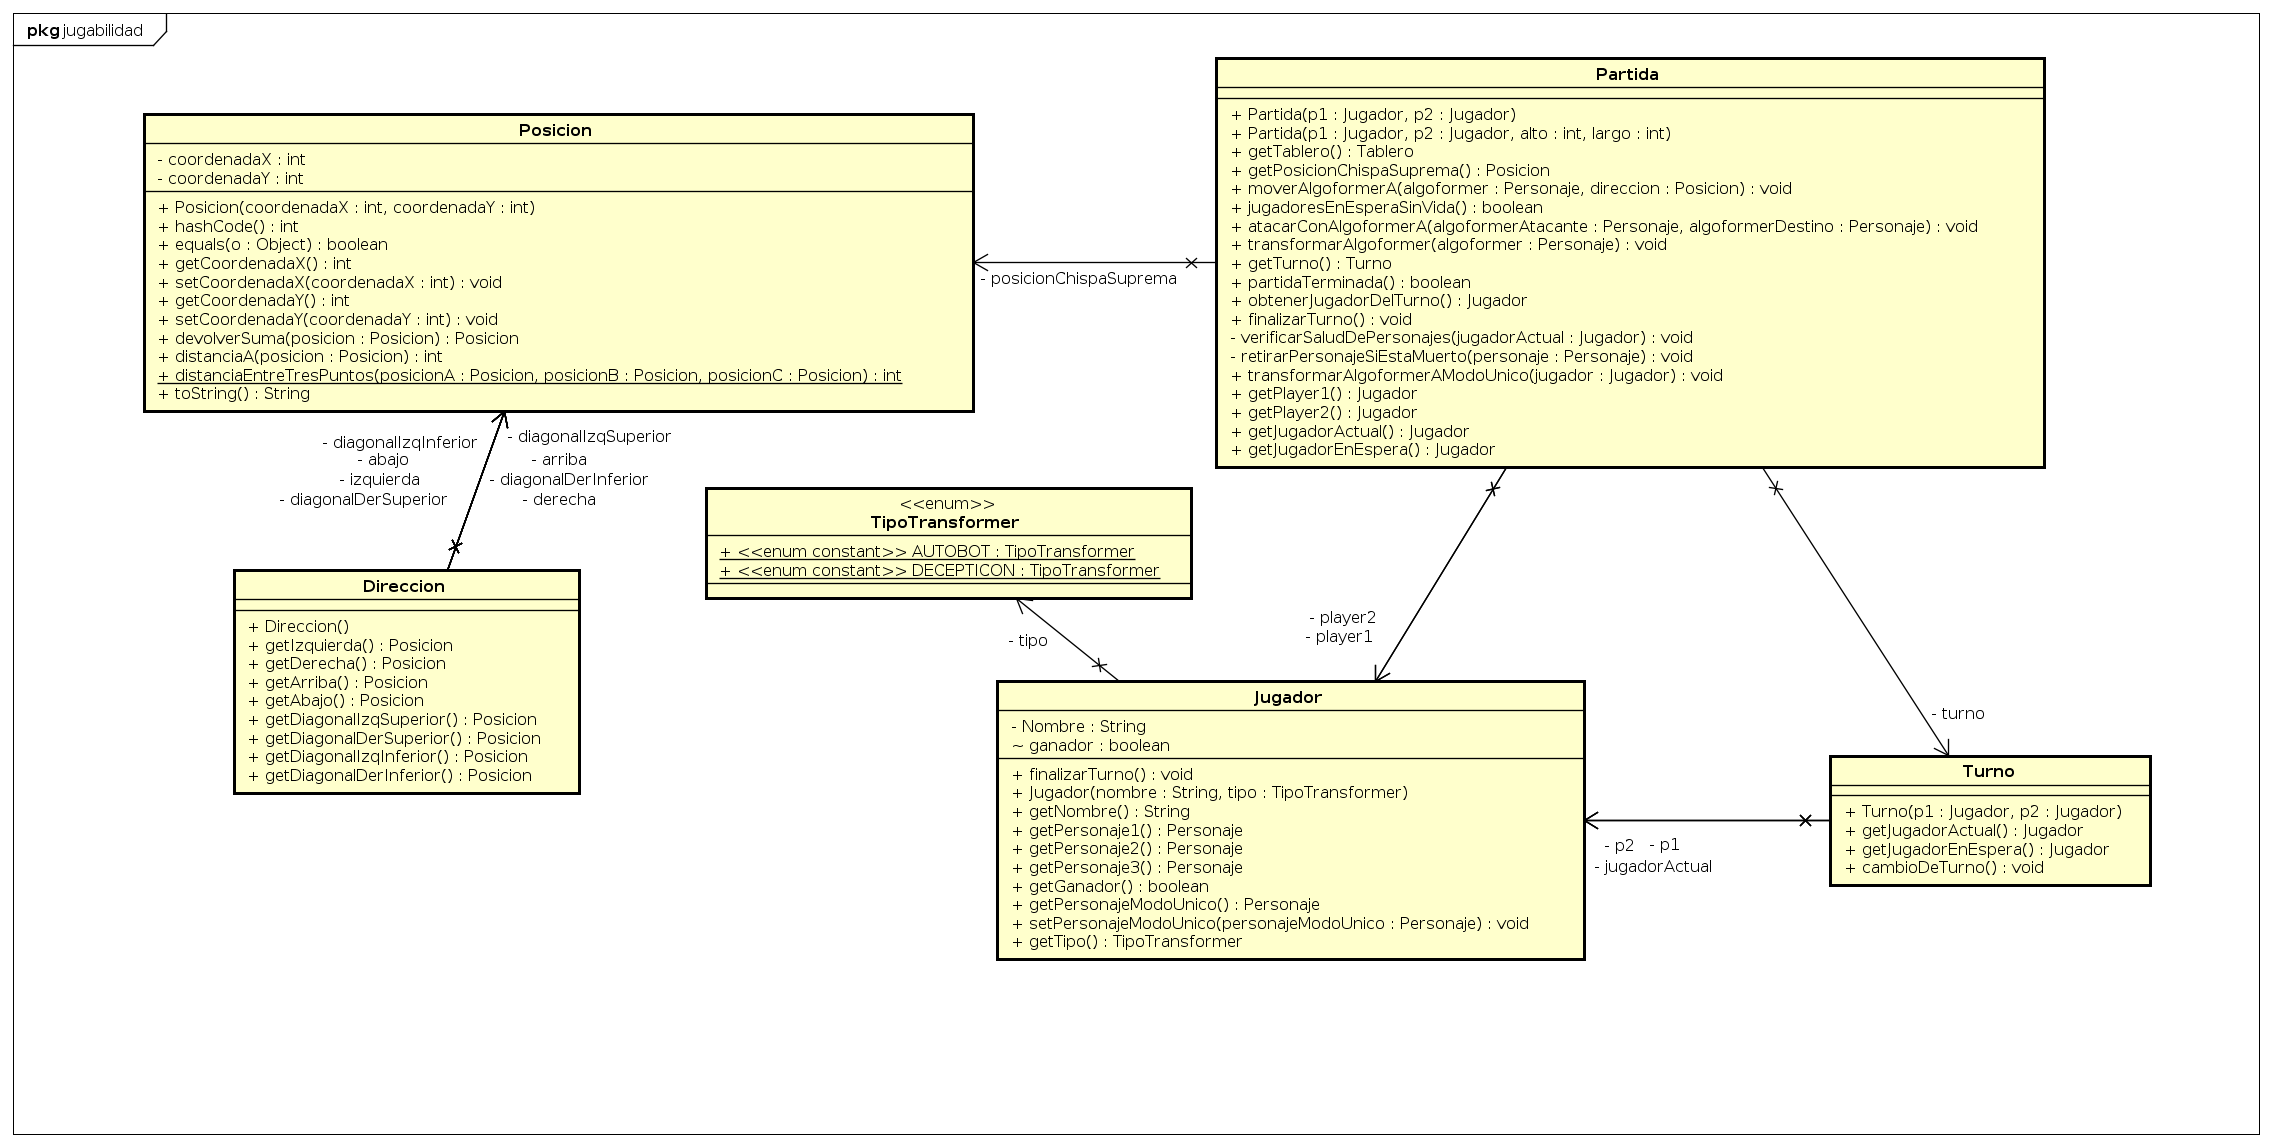 pkg jugabilidad
Posicion
- coordenadaX : int
- coordenadaY : int
+ Posicion(coordenadaX : int, coordenadaY : int)
+ hashCode() : int
+ equals(o : Object) : boolean
+ getCoordenadaX() : int
+ setCoordenadaX(coordenadaX : int) : void
+ getCoordenadaY() : int
+ setCoordenadaY(coordenadaY : int) : void
+ devolverSuma(posicion : Posicion) : Posicion
+ distanciaA(posicion : Posicion) : int
+ distanciaEntreTresPuntos(posicionA : Posicion, posicionB : Posicion, posicionC : Posicion) : int
+ toString() : String
Partida
+ Partida(p1 : Jugador, p2 : Jugador)
+ Partida(p1 : Jugador, p2 : Jugador, alto : int, largo : int)
+ getTablero() : Tablero
+ getPosicionChispaSuprema() : Posicion
+ moverAlgoformerA(algoformer : Personaje, direccion : Posicion) : void
+ jugadoresEnEsperaSinVida() : boolean
+ atacarConAlgoformerA(algoformerAtacante : Personaje, algoformerDestino : Personaje) : void
+ transformarAlgoformer(algoformer : Personaje) : void
+ getTurno() : Turno
+ partidaTerminada() : boolean
+ obtenerJugadorDelTurno() : Jugador
+ finalizarTurno() : void
- verificarSaludDePersonajes(jugadorActual : Jugador) : void
- retirarPersonajeSiEstaMuerto(personaje : Personaje) : void
+ transformarAlgoformerAModoUnico(jugador : Jugador) : void
+ getPlayer1() : Jugador
+ getPlayer2() : Jugador
+ getJugadorActual() : Jugador
+ getJugadorEnEspera() : Jugador
- posicionChispaSuprema
- diagonalIzqInferior
- abajo
- izquierda
- diagonalDerSuperior
- diagonalIzqSuperior
- arriba
- diagonalDerInferior
- derecha
<<enum>>
TipoTransformer
+ <<enum constant>> AUTOBOT : TipoTransformer
+ <<enum constant>> DECEPTICON : TipoTransformer
Direccion
+ Direccion()
+ getIzquierda() : Posicion
+ getDerecha() : Posicion
+ getArriba() : Posicion
+ getAbajo() : Posicion
+ getDiagonalIzqSuperior() : Posicion
+ getDiagonalDerSuperior() : Posicion
+ getDiagonalIzqInferior() : Posicion
+ getDiagonalDerInferior() : Posicion
- tipo
- player2
- player1
- turno
Jugador
- Nombre : String
~ ganador : boolean
+ finalizarTurno() : void
+ Jugador(nombre : String, tipo : TipoTransformer)
+ getNombre() : String
+ getPersonaje1() : Personaje
+ getPersonaje2() : Personaje
+ getPersonaje3() : Personaje
+ getGanador() : boolean
+ getPersonajeModoUnico() : Personaje
+ setPersonajeModoUnico(personajeModoUnico : Personaje) : void
+ getTipo() : TipoTransformer
- p2 - p1
- jugadorActual
Turno
+ Turno(p1 : Jugador, p2 : Jugador)
+ getJugadorActual() : Jugador
+ getJugadorEnEspera() : Jugador
+ cambioDeTurno() : void